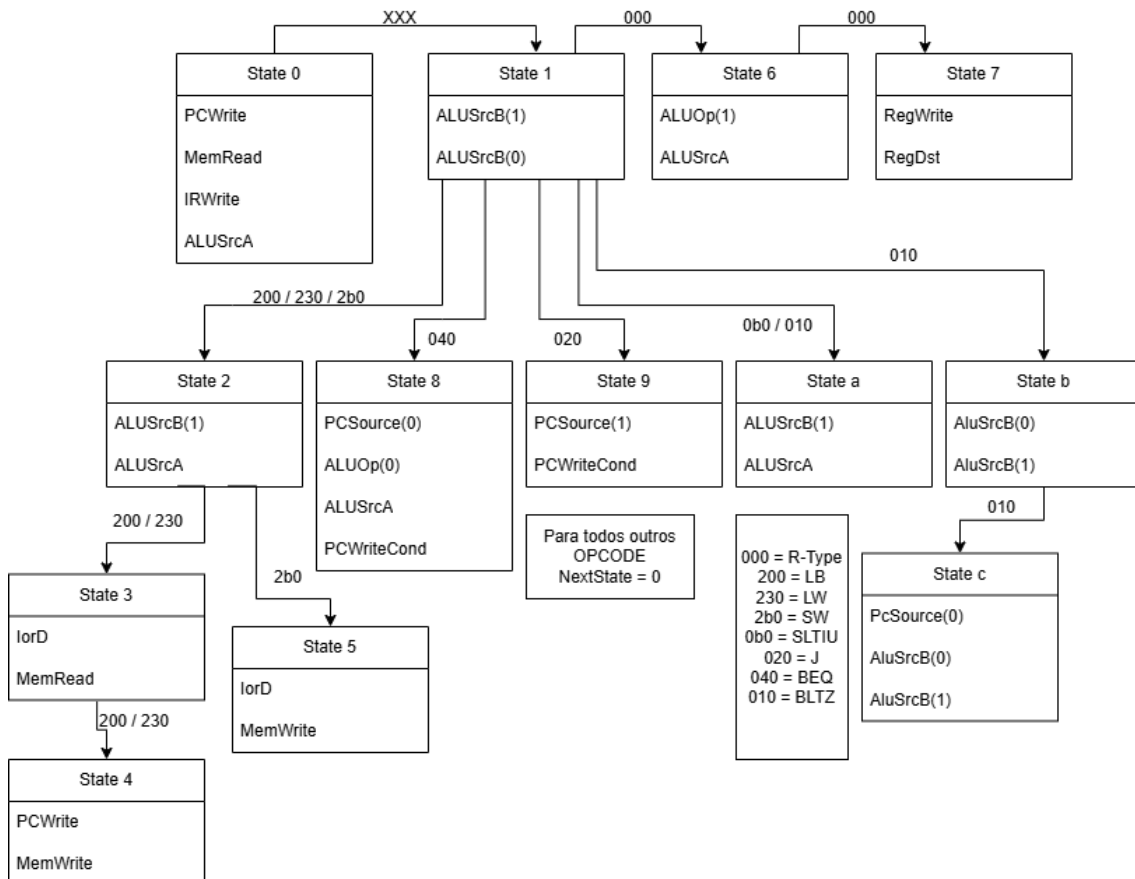 XXX
000
000
State 0
PCWrite
MemRead
IRWrite
ALUSrcA
State 1
ALUSrcB(1)
ALUSrcB(0)
State 6
ALUOp(1)
ALUSrcA
State 7
RegWrite
RegDst
200 / 230 / 2b0
040
020
0b0 / 010
010
State 2
ALUSrcB(1)
ALUSrcA
State 8
PCSource(0)
ALUOp(0)
ALUSrcA
PCWriteCond
State 9
PCSource(1)
PCWriteCond
State a
ALUSrcB(1)
ALUSrcA
State b
AluSrcB(0)
AluSrcB(1)
200 / 230
2b0
010
Para todos outros
OPCODE
NextState = 0
000 = R-Type
200 = LB
230 = LW
2b0 = SW
0b0 = SLTIU
020 = J
040 = BEQ
010 = BLTZ
State c
PcSource(0)
AluSrcB(0)
AluSrcB(1)
State 3
IorD
MemRead
State 5
IorD
MemWrite
200 / 230
State 4
PCWrite
MemWrite